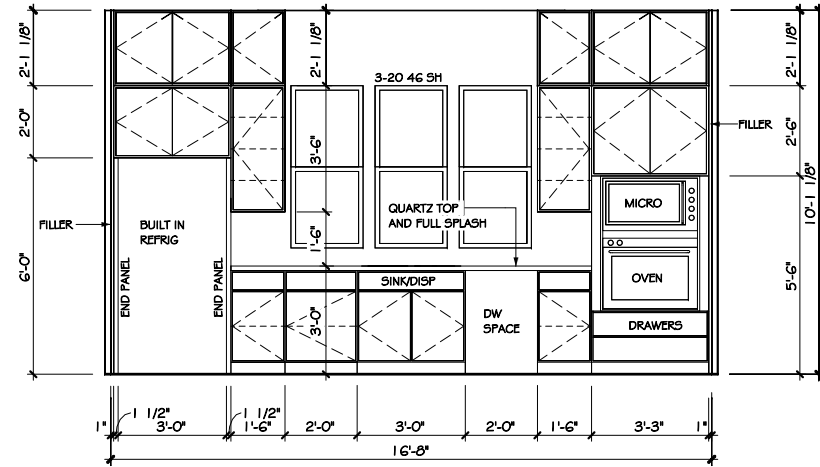 2'-1 1/8"
2'-1 1/8"
2'-1 1/8"
3-20 46 SH
2'-0"
3'-6"
2'-6"
FILLER
10'-1 1/8"
MICRO
QUARTZ TOP
AND FULL SPLASH
FILLER
BUILT IN
REFRIG
1'-6"
6'-0"
5'-6"
END PANEL
END PANEL
SINK/DISP
OVEN
3'-0"
DW
SPACE
DRAWERS
1 1/2"
1 1/2"
1"
3'-0"
1'-6"
2'-0"
3'-0"
2'-0"
1'-6"
3'-3"
1"
16'-8"